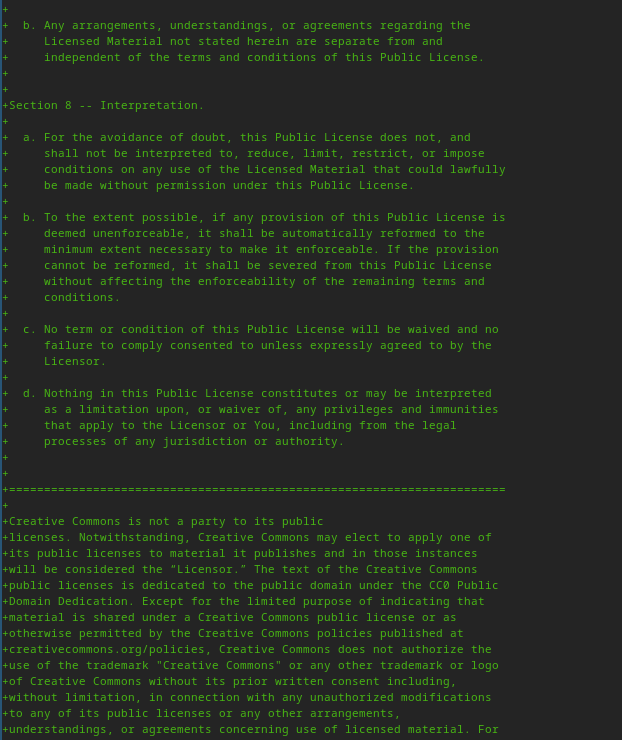 +
+  b. Any arrangements, understandings, or agreements regarding the
+     Licensed Material not stated herein are separate from and
+     independent of the terms and conditions of this Public License.
+
+
+Section 8 -- Interpretation.
+
+  a. For the avoidance of doubt, this Public License does not, and
+     shall not be interpreted to, reduce, limit, restrict, or impose
+     conditions on any use of the Licensed Material that could lawfully
+     be made without permission under this Public License.
+
+  b. To the extent possible, if any provision of this Public License is
+     deemed unenforceable, it shall be automatically reformed to the
+     minimum extent necessary to make it enforceable. If the provision
+     cannot be reformed, it shall be severed from this Public License
+     without affecting the enforceability of the remaining terms and
+     conditions.
+
+  c. No term or condition of this Public License will be waived and no
+     failure to comply consented to unless expressly agreed to by the
+     Licensor.
+
+  d. Nothing in this Public License constitutes or may be interpreted
+     as a limitation upon, or waiver of, any privileges and immunities
+     that apply to the Licensor or You, including from the legal
+     processes of any jurisdiction or authority.
+
+
+=======================================================================
+
+Creative Commons is not a party to its public
+licenses. Notwithstanding, Creative Commons may elect to apply one of
+its public licenses to material it publishes and in those instances
+will be considered the “Licensor.” The text of the Creative Commons
+public licenses is dedicated to the public domain under the CC0 Public
+Domain Dedication. Except for the limited purpose of indicating that
+material is shared under a Creative Commons public license or as
+otherwise permitted by the Creative Commons policies published at
+creativecommons.org/policies, Creative Commons does not authorize the
+use of the trademark "Creative Commons" or any other trademark or logo
+of Creative Commons without its prior written consent including,
+without limitation, in connection with any unauthorized modifications
+to any of its public licenses or any other arrangements,
+understandings, or agreements concerning use of licensed material. For